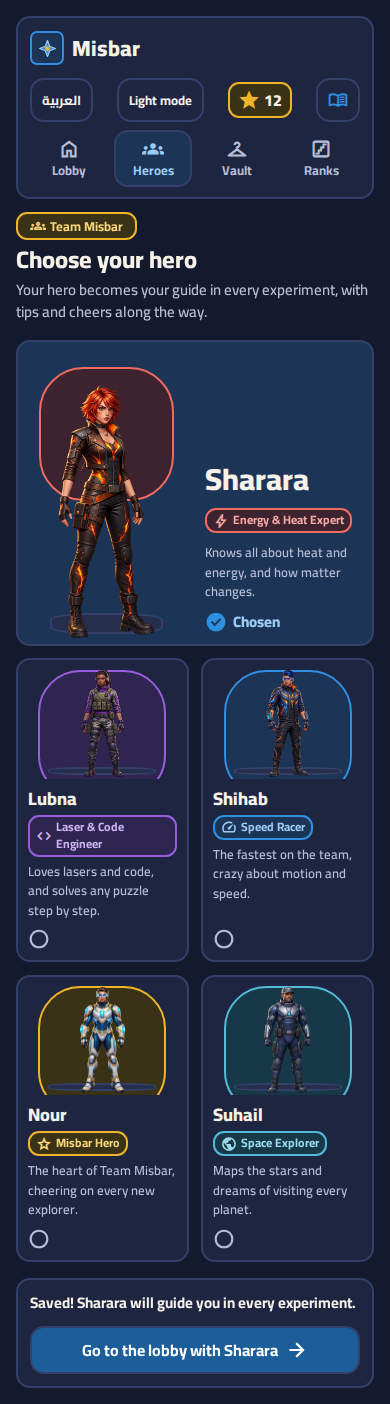 Misbar
العربية
Light mode
12
Lobby
Heroes
Vault
Ranks
Team Misbar
Choose your hero
Your hero becomes your guide in every experiment, with
tips and cheers along the way.
Sharara
Energy & Heat Expert
Knows all about heat and
energy, and how matter
changes.
Chosen
Lubna
Laser & Code
Engineer
Loves lasers and code,
and solves any puzzle
step by step.
Shihab
Speed Racer
The fastest on the team,
crazy about motion and
speed.
Nour
Misbar Hero
The heart of Team Misbar,
cheering on every new
explorer.
Suhail
Space Explorer
Maps the stars and
dreams of visiting every
planet.
Saved! Sharara will guide you in every experiment.
Go to the lobby with Sharara